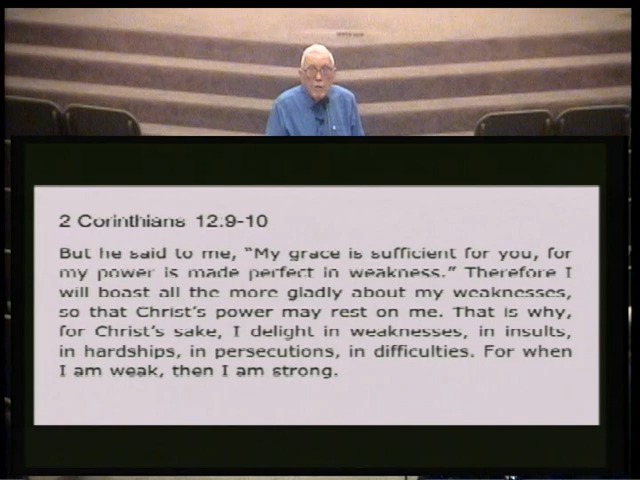 2 Corinthians 12.9-10
But he said to me, “My grace is sufficient for you, for
my power is made perfect in weakness.” Therefore I
will boast all the more gladly about my weaknesses,
so that Christ’s power may rest on me. That is why,
for Christ’s sake, I delight in weaknesses, in insults,
in hardships, in persecutions, in difficulties. For when
I am weak, then I am strong.